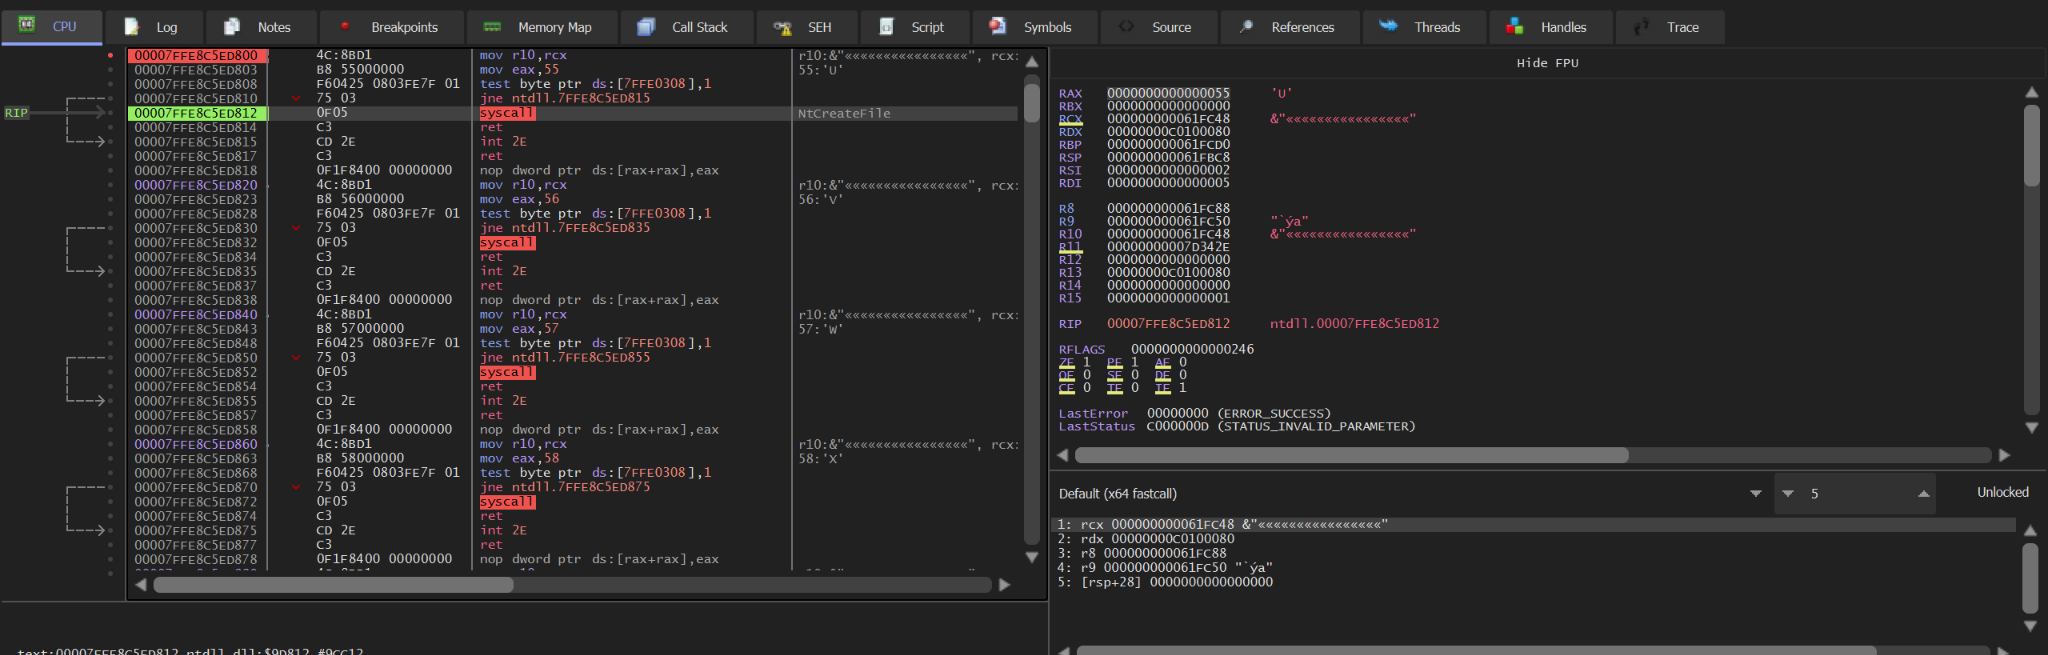 CPU Log Notes Breakpoints Memory Map Call Stack SEH Script Symbols Source References Threads Handles Trace
RIP
00007FFE8C5ED800 4C:8BD1 mov r10,rcx r10:&"««««««««««««««««", rcx:
00007FFE8C5ED803 B8 55000000 mov eax,55 55:'U'
00007FFE8C5ED808 F60425 0803FE7F 01 test byte ptr ds:[7FFE0308],1
00007FFE8C5ED810 75 03 jne ntdll.7FFE8C5ED815
00007FFE8C5ED812 0F05 syscall NtCreateFile
00007FFE8C5ED814 C3 ret
00007FFE8C5ED815 CD 2E int 2E
00007FFE8C5ED817 C3 ret
00007FFE8C5ED818 0F1F8400 00000000 nop dword ptr ds:[rax+rax],eax
00007FFE8C5ED820 4C:8BD1 mov r10,rcx r10:&"««««««««««««««««", rcx:
00007FFE8C5ED823 B8 56000000 mov eax,56 56:'V'
00007FFE8C5ED828 F60425 0803FE7F 01 test byte ptr ds:[7FFE0308],1
00007FFE8C5ED830 75 03 jne ntdll.7FFE8C5ED835
00007FFE8C5ED832 0F05 syscall
00007FFE8C5ED834 C3 ret
00007FFE8C5ED835 CD 2E int 2E
00007FFE8C5ED837 C3 ret
00007FFE8C5ED838 0F1F8400 00000000 nop dword ptr ds:[rax+rax],eax
00007FFE8C5ED840 4C:8BD1 mov r10,rcx r10:&"««««««««««««««««", rcx:
00007FFE8C5ED843 B8 57000000 mov eax,57 57:'W'
00007FFE8C5ED848 F60425 0803FE7F 01 test byte ptr ds:[7FFE0308],1
00007FFE8C5ED850 75 03 jne ntdll.7FFE8C5ED855
00007FFE8C5ED852 0F05 syscall
00007FFE8C5ED854 C3 ret
00007FFE8C5ED855 CD 2E int 2E
00007FFE8C5ED857 C3 ret
00007FFE8C5ED858 0F1F8400 00000000 nop dword ptr ds:[rax+rax],eax
00007FFE8C5ED860 4C:8BD1 mov r10,rcx r10:&"««««««««««««««««", rcx:
00007FFE8C5ED863 B8 58000000 mov eax,58 58:'X'
00007FFE8C5ED868 F60425 0803FE7F 01 test byte ptr ds:[7FFE0308],1
00007FFE8C5ED870 75 03 jne ntdll.7FFE8C5ED875
00007FFE8C5ED872 0F05 syscall
00007FFE8C5ED874 C3 ret
00007FFE8C5ED875 CD 2E int 2E
00007FFE8C5ED877 C3 ret
00007FFE8C5ED878 0F1F8400 00000000 nop dword ptr ds:[rax+rax],eax
Hide FPU
RAX 0000000000000055 'U'
RBX 0000000000000000
RCX 000000000061FC48 &"««««««««««««««««"
RDX 00000000C0100080
RBP 000000000061FCD0
RSP 000000000061FBC8
RSI 0000000000000002
RDI 0000000000000005
R8 000000000061FC88
R9 000000000061FC50 "`ýa"
R10 000000000061FC48 &"««««««««««««««««"
R11 00000000007D342E
R12 0000000000000000
R13 00000000C0100080
R14 0000000000000000
R15 0000000000000001
RIP 00007FFE8C5ED812 ntdll.00007FFE8C5ED812
RFLAGS 0000000000000246
ZF 1 PF 1 AF 0
OF 0 SF 0 DF 0
CF 0 TF 0 IF 1
LastError 00000000 (ERROR_SUCCESS)
LastStatus C000000D (STATUS_INVALID_PARAMETER)
Default (x64 fastcall) 5 Unlocked
1: rcx 000000000061FC48 &"««««««««««««««««"
2: rdx 00000000C0100080
3: r8 000000000061FC88
4: r9 000000000061FC50 "`ýa"
5: [rsp+28] 0000000000000000
text:00007FFE8C5ED812 ntdll.dll:$9D812 #9CC12